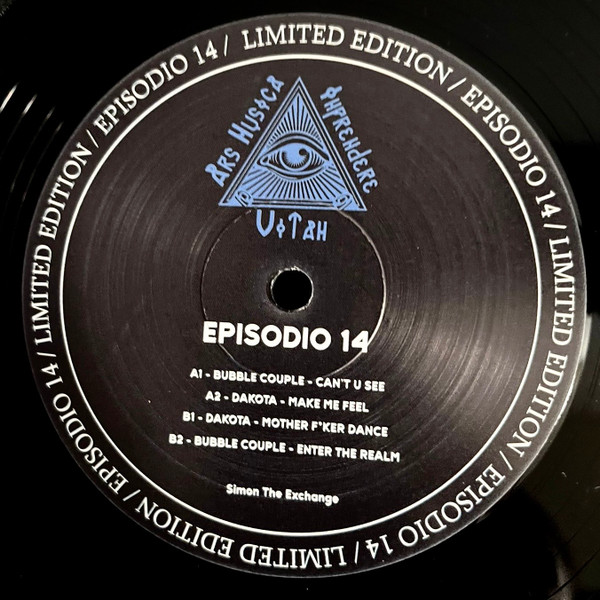 EPISODIO 14 / LIMITED EDITION / EPISODIO 14 / LIMITED EDITION / EPISODIO 14 / LIMITED EDITION / EPISODIO 14 / LIMITED EDITION /
ARS MUSICA
IMPRENDERE
VITAM
EPISODIO 14
A1 - BUBBLE COUPLE - CAN'T U SEE
A2 - DAKOTA - MAKE ME FEEL
B1 - DAKOTA - MOTHER F*KER DANCE
B2 - BUBBLE COUPLE - ENTER THE REALM
Simon The Exchange